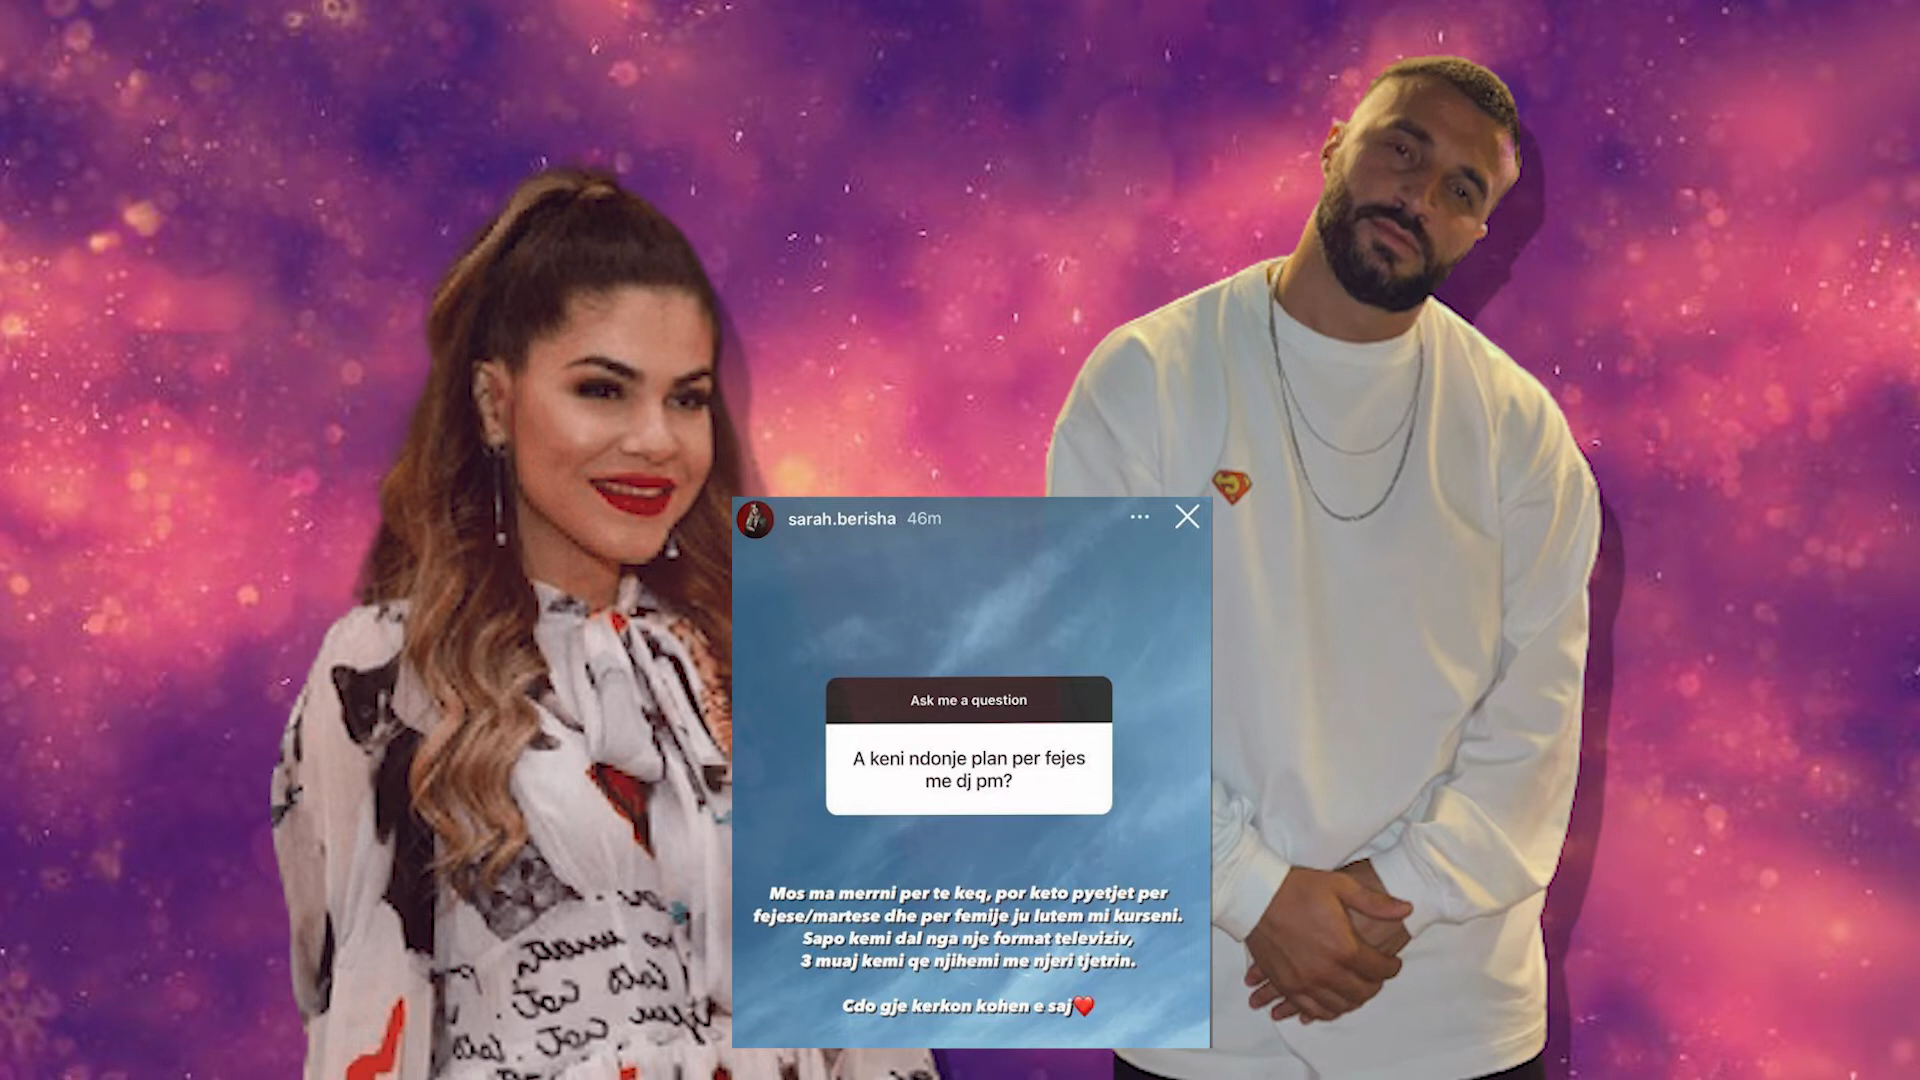 sarah.berisha 46m
Ask me a question
A keni ndonje plan per fejes
me dj pm?
Mos ma merrni per te keq, por keto pyetjet per
fejese/martese dhe per femije ju lutem mi kurseni.
Sapo kemi dal nga nje format televiziv,
3 muaj kemi qe njihemi me njeri tjetrin.
Gdo gje kerkon kohen e saj❤️